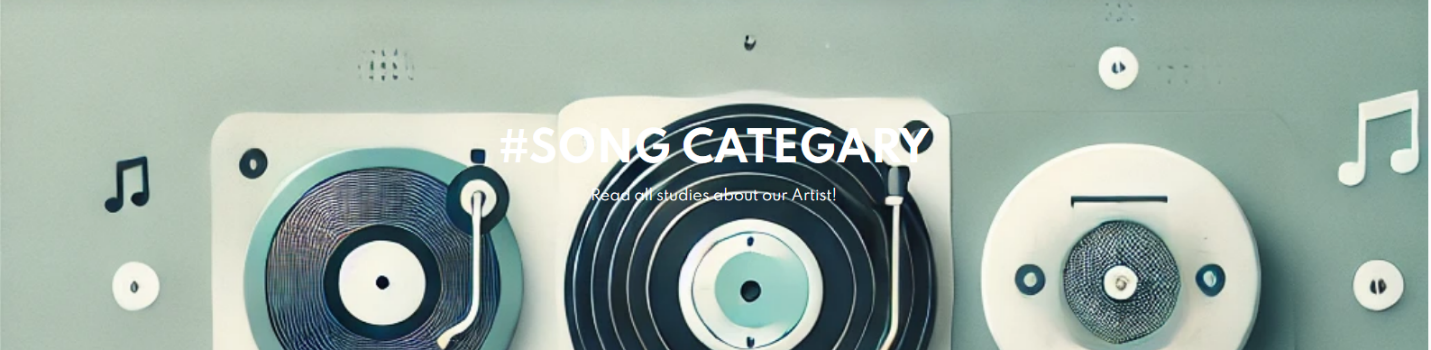 #SONG CATEGARY
Read all studies about our Artist!